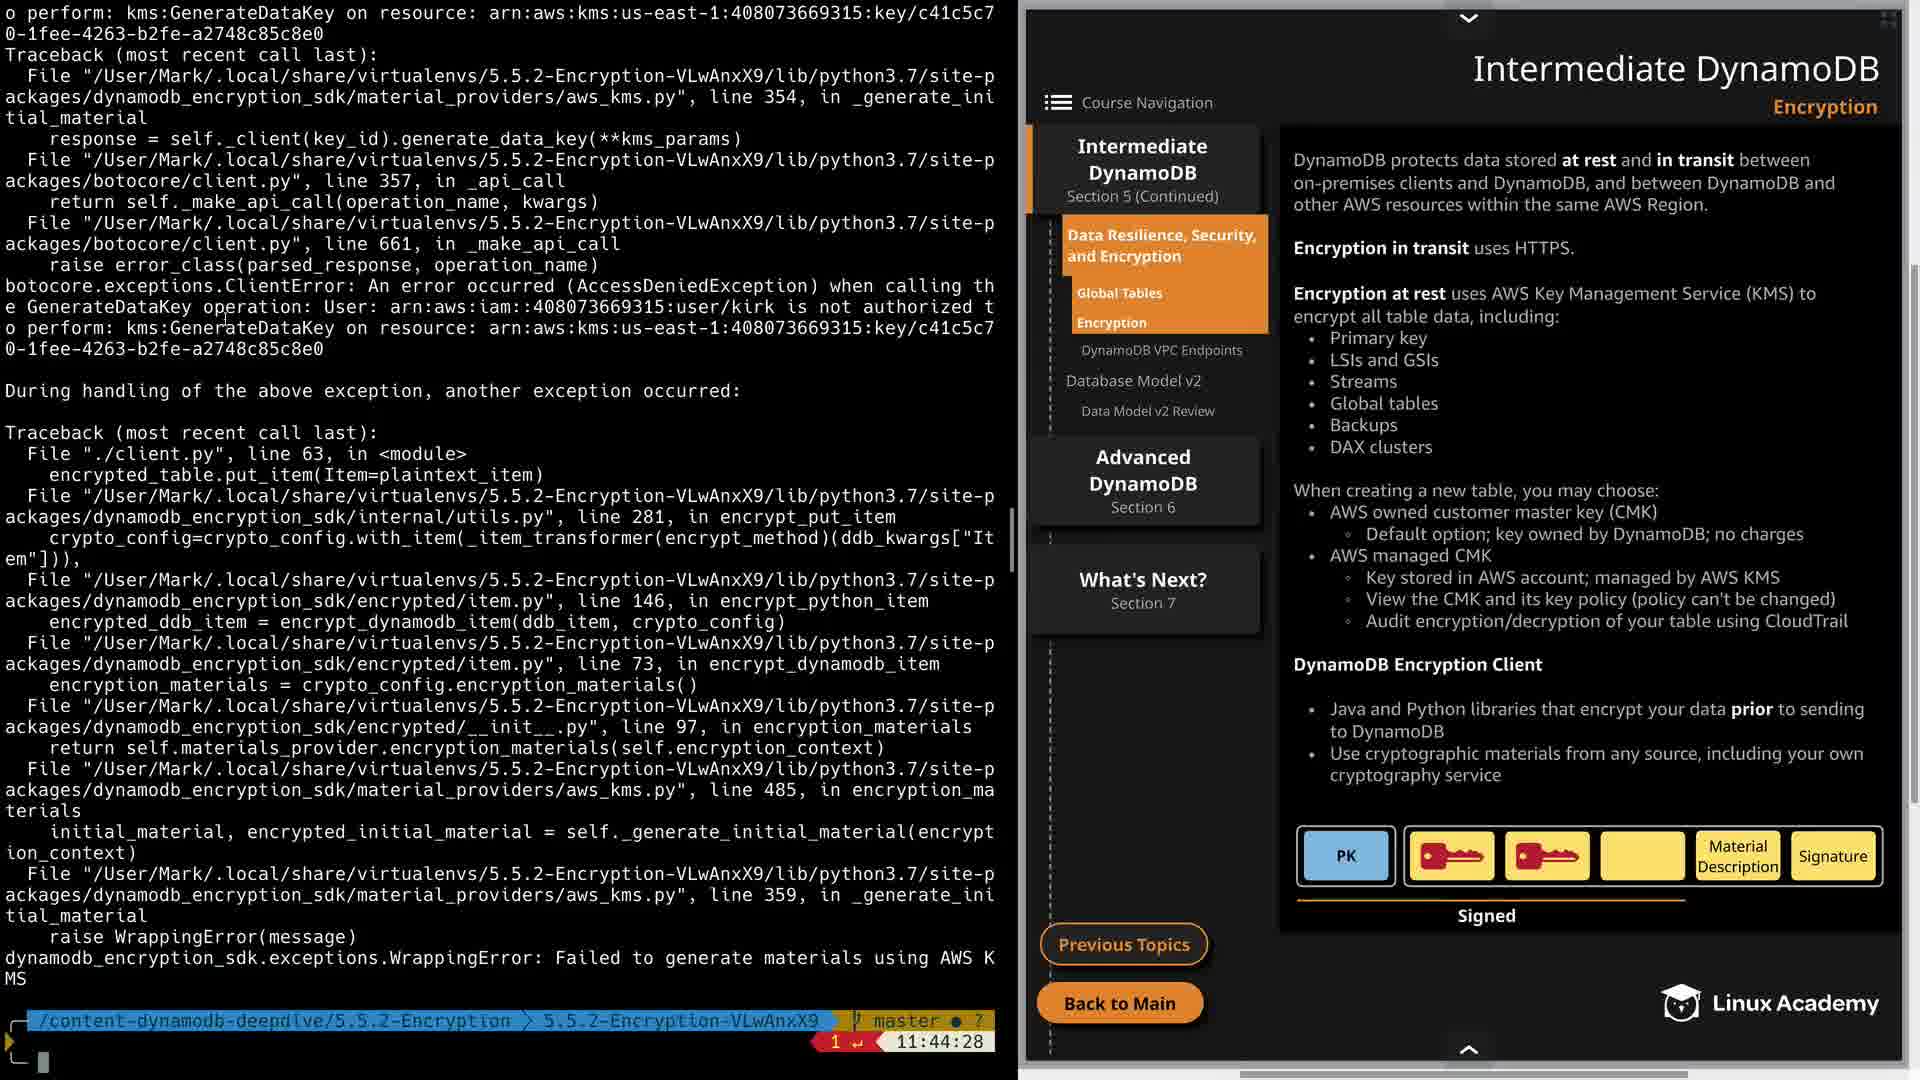 o perform: kms:GenerateDataKey on resource: arn:aws:kms:us-east-1:408073669315:key/c41c5c7
0-1fee-4263-b2fe-a2748c85c8e0
Traceback (most recent call last):
  File "/User/Mark/.local/share/virtualenvs/5.5.2-Encryption-VLwAnxX9/lib/python3.7/site-p
ackages/dynamodb_encryption_sdk/material_providers/aws_kms.py", line 354, in _generate_ini
tial_material
    response = self._client(key_id).generate_data_key(**kms_params)
  File "/User/Mark/.local/share/virtualenvs/5.5.2-Encryption-VLwAnxX9/lib/python3.7/site-p
ackages/botocore/client.py", line 357, in _api_call
    return self._make_api_call(operation_name, kwargs)
  File "/User/Mark/.local/share/virtualenvs/5.5.2-Encryption-VLwAnxX9/lib/python3.7/site-p
ackages/botocore/client.py", line 661, in _make_api_call
    raise error_class(parsed_response, operation_name)
botocore.exceptions.ClientError: An error occurred (AccessDeniedException) when calling th
e GenerateDataKey operation: User: arn:aws:iam::408073669315:user/kirk is not authorized t
o perform: kms:GenerateDataKey on resource: arn:aws:kms:us-east-1:408073669315:key/c41c5c7
0-1fee-4263-b2fe-a2748c85c8e0
During handling of the above exception, another exception occurred:
Traceback (most recent call last):
  File "./client.py", line 63, in <module>
    encrypted_table.put_item(Item=plaintext_item)
  File "/User/Mark/.local/share/virtualenvs/5.5.2-Encryption-VLwAnxX9/lib/python3.7/site-p
ackages/dynamodb_encryption_sdk/internal/utils.py", line 281, in encrypt_put_item
    crypto_config=crypto_config.with_item(_item_transformer(encrypt_method)(ddb_kwargs["It
em"])),
  File "/User/Mark/.local/share/virtualenvs/5.5.2-Encryption-VLwAnxX9/lib/python3.7/site-p
ackages/dynamodb_encryption_sdk/encrypted/item.py", line 146, in encrypt_python_item
    encrypted_ddb_item = encrypt_dynamodb_item(ddb_item, crypto_config)
  File "/User/Mark/.local/share/virtualenvs/5.5.2-Encryption-VLwAnxX9/lib/python3.7/site-p
ackages/dynamodb_encryption_sdk/encrypted/item.py", line 73, in encrypt_dynamodb_item
    encryption_materials = crypto_config.encryption_materials()
  File "/User/Mark/.local/share/virtualenvs/5.5.2-Encryption-VLwAnxX9/lib/python3.7/site-p
ackages/dynamodb_encryption_sdk/encrypted/__init__.py", line 97, in encryption_materials
    return self.materials_provider.encryption_materials(self.encryption_context)
  File "/User/Mark/.local/share/virtualenvs/5.5.2-Encryption-VLwAnxX9/lib/python3.7/site-p
ackages/dynamodb_encryption_sdk/material_providers/aws_kms.py", line 485, in encryption_ma
terials
    initial_material, encrypted_initial_material = self._generate_initial_material(encrypt
ion_context)
  File "/User/Mark/.local/share/virtualenvs/5.5.2-Encryption-VLwAnxX9/lib/python3.7/site-p
ackages/dynamodb_encryption_sdk/material_providers/aws_kms.py", line 359, in _generate_ini
tial_material
    raise WrappingError(message)
dynamodb_encryption_sdk.exceptions.WrappingError: Failed to generate materials using AWS K
MS
/content-dynamodb-deepdive/5.5.2-Encryption 〉 5.5.2-Encryption-VLwAnxX9 master ● ?
1 ↵ 11:44:28
Intermediate DynamoDB
Encryption
Course Navigation
Intermediate
DynamoDB
Section 5 (Continued)
Data Resilience, Security,
and Encryption
Global Tables
Encryption
DynamoDB VPC Endpoints
Database Model v2
Data Model v2 Review
Advanced
DynamoDB
Section 6
What's Next?
Section 7
Previous Topics
Back to Main
DynamoDB protects data stored at rest and in transit between
on-premises clients and DynamoDB, and between DynamoDB and
other AWS resources within the same AWS Region.
Encryption in transit uses HTTPS.
Encryption at rest uses AWS Key Management Service (KMS) to
encrypt all table data, including:
• Primary key
• LSIs and GSIs
• Streams
• Global tables
• Backups
• DAX clusters
When creating a new table, you may choose:
• AWS owned customer master key (CMK)
◦ Default option; key owned by DynamoDB; no charges
• AWS managed CMK
◦ Key stored in AWS account; managed by AWS KMS
◦ View the CMK and its key policy (policy can't be changed)
◦ Audit encryption/decryption of your table using CloudTrail
DynamoDB Encryption Client
• Java and Python libraries that encrypt your data prior to sending
to DynamoDB
• Use cryptographic materials from any source, including your own
cryptography service
PK
Material
Description
Signature
Signed
Linux Academy